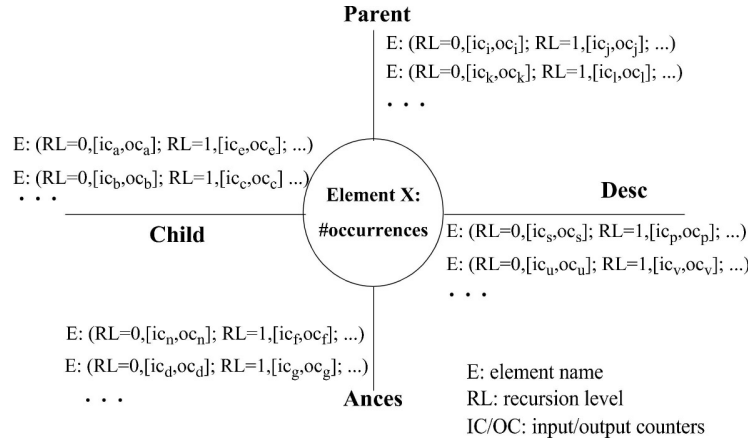 Parent
E: (RL=0,[ic_i,oc_i]; RL=1,[ic_j,oc_j]; ...)
E: (RL=0,[ic_k,oc_k]; RL=1,[ic_l,oc_l]; ...)
. . .
E: (RL=0,[ic_a,oc_a]; RL=1,[ic_e,oc_e]; ...)
E: (RL=0,[ic_b,oc_b]; RL=1,[ic_c,oc_c] ...)
. . .
Child
Element X:
#occurrences
Desc
E: (RL=0,[ic_s,oc_s]; RL=1,[ic_p,oc_p]; ...)
E: (RL=0,[ic_u,oc_u]; RL=1,[ic_v,oc_v]; ...)
. . .
E: (RL=0,[ic_n,oc_n]; RL=1,[ic_f,oc_f]; ...)
E: (RL=0,[ic_d,oc_d]; RL=1,[ic_g,oc_g]; ...)
. . .
Ances
E: element name
RL: recursion level
IC/OC: input/output counters